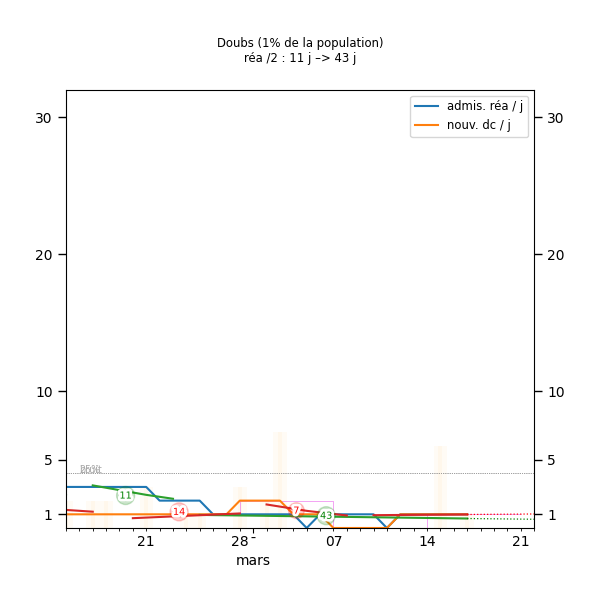 Doubs (1% de la population)
réa /2 : 11 j –> 43 j
admis. réa / j
nouv. dc / j
30 30
20 20
10 10
5 5
11 14 7 43
1 1
21 28 07 14 21
mars